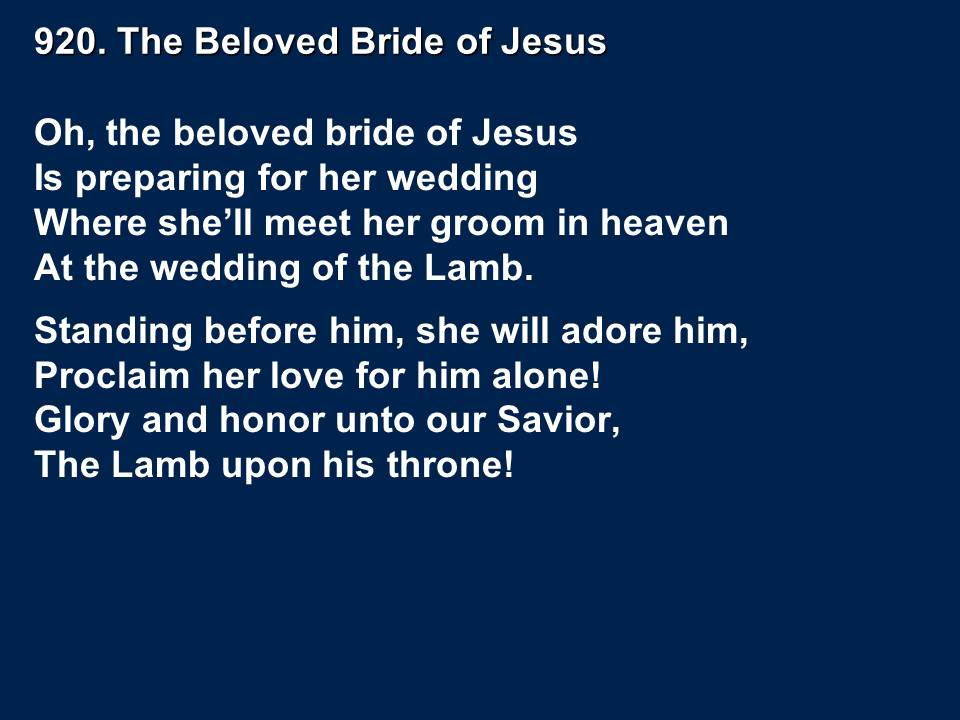 920. The Beloved Bride of Jesus
Oh, the beloved bride of Jesus
Is preparing for her wedding
Where she’ll meet her groom in heaven
At the wedding of the Lamb.
Standing before him, she will adore him,
Proclaim her love for him alone!
Glory and honor unto our Savior,
The Lamb upon his throne!